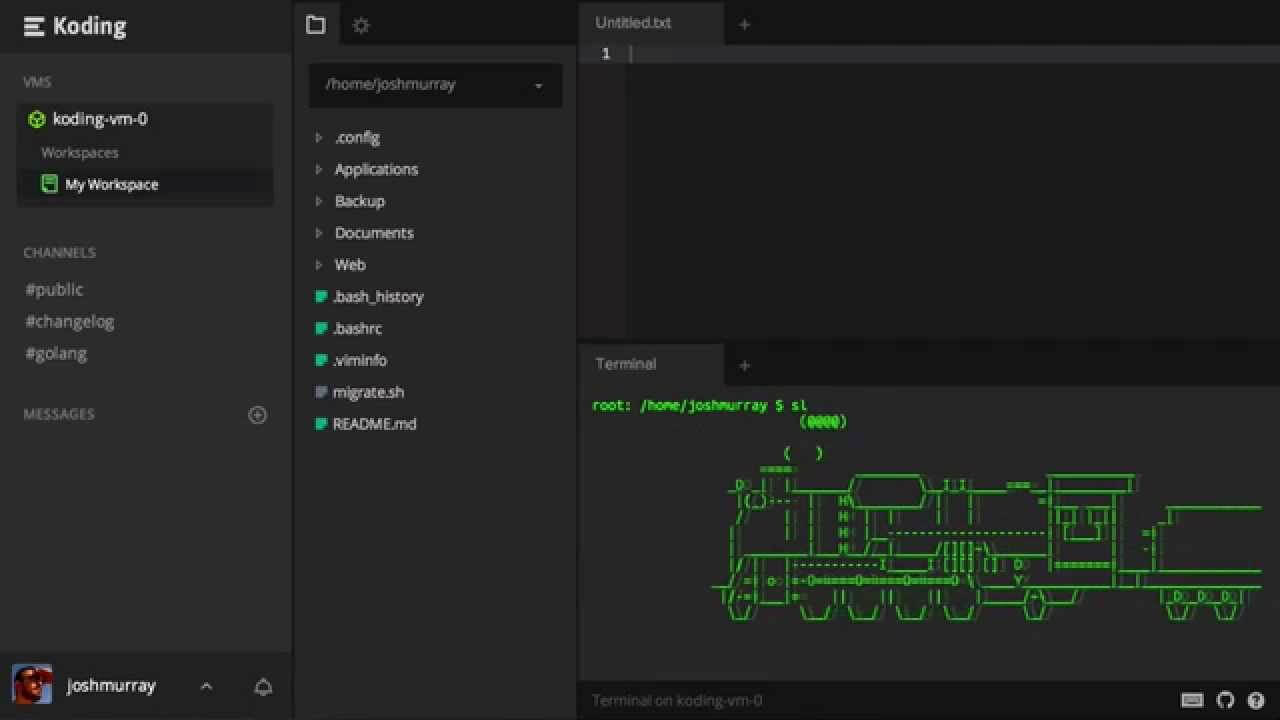 Koding
VMS
koding-vm-0
Workspaces
My Workspace
CHANNELS
#public
#changelog
#golang
MESSAGES
joshmurray
/home/joshmurray
.config
Applications
Backup
Documents
Web
.bash_history
.bashrc
.viminfo
migrate.sh
README.md
Untitled.txt
1
Terminal
root: /home/joshmurray $ sl
Terminal on koding-vm-0